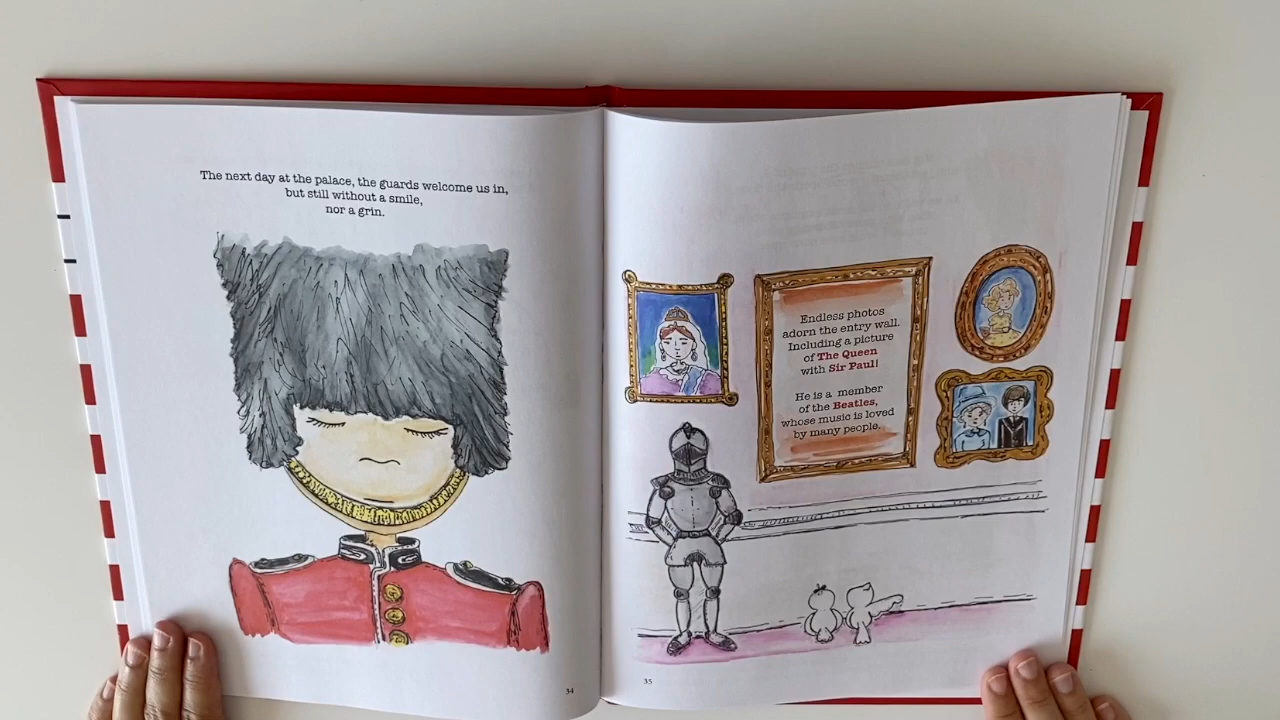 The next day at the palace, the guards welcome us in,
but still without a smile,
nor a grin.
34
Endless photos
adorn the entry wall.
Including a picture
of The Queen
with Sir Paul!
He is a member
of the Beatles,
whose music is loved
by many people.
35